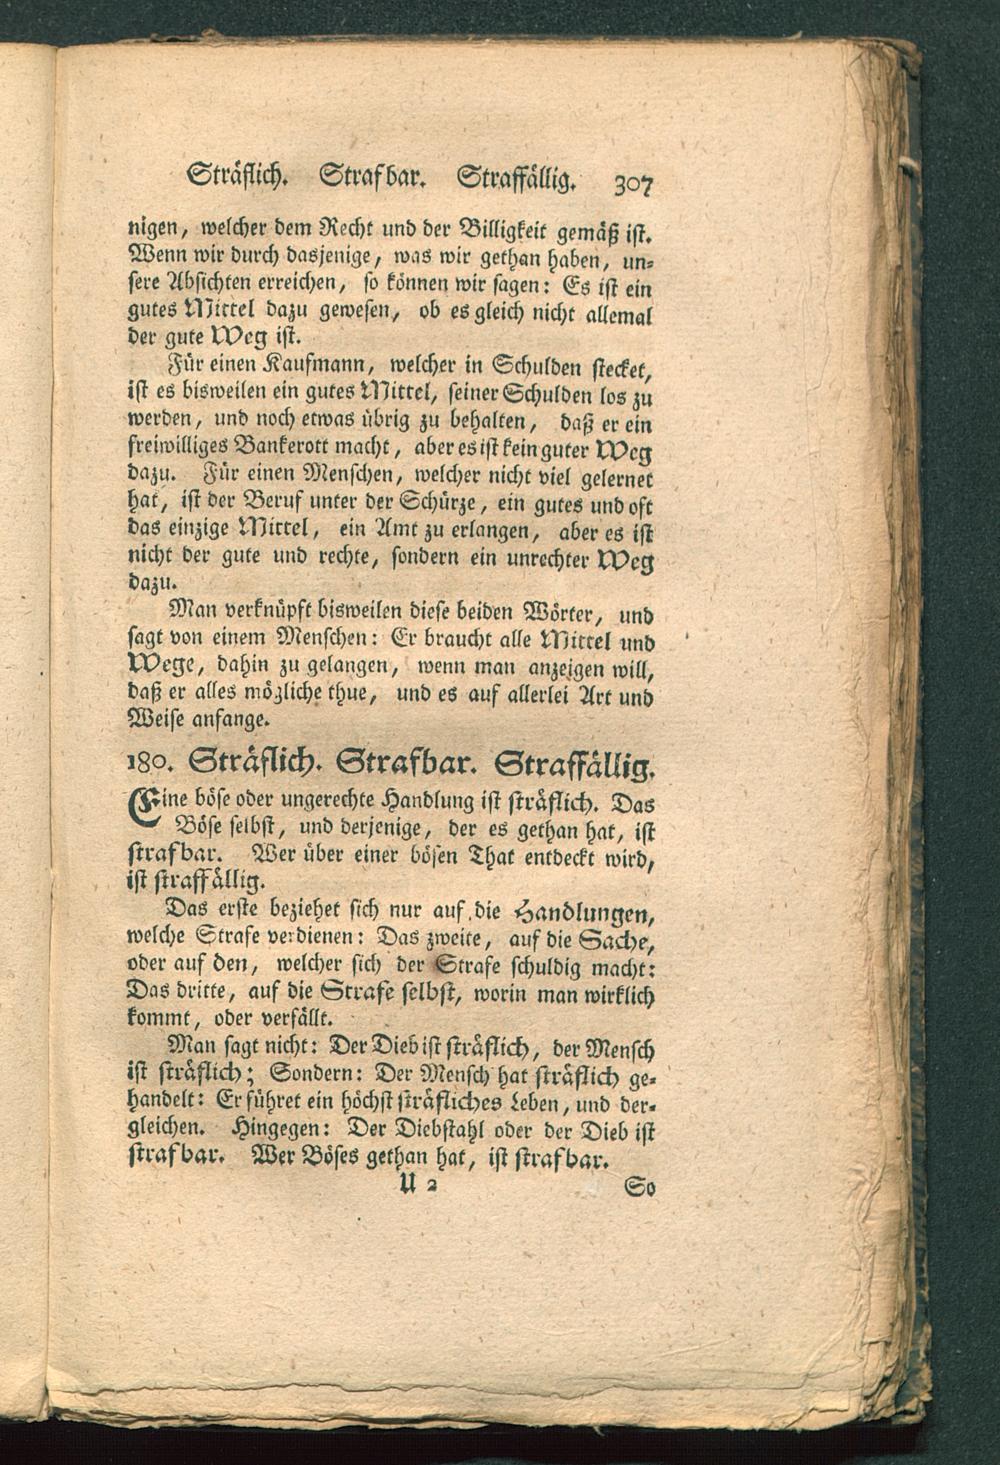 Sträflich. Strafbar. Straffällig. 307
nigen, welcher dem Recht und der Billigkeit gemäß ist.
Wenn wir durch dasjenige, was wir gethan haben, un-
sere Absichten erreichen, so können wir sagen: Es ist ein
gutes Mittel dazu gewesen, ob es gleich nicht allemal
der gute Weg ist.
Für einen Kaufmann, welcher in Schulden stecket,
ist es bisweilen ein gutes Mittel, seiner Schulden los zu
werden, und noch etwas übrig zu behalten, daß er ein
freiwilliges Bankerott macht, aber es ist kein guter Weg
dazu. Für einen Menschen, welcher nicht viel gelernet
hat, ist der Beruf unter der Schürze, ein gutes und oft
das einzige Mittel, ein Amt zu erlangen, aber es ist
nicht der gute und rechte, sondern ein unrechter Weg
dazu.
Man verknüpft bisweilen diese beiden Wörter, und
sagt von einem Menschen: Er braucht alle Mittel und
Wege, dahin zu gelangen, wenn man anzeigen will,
daß er alles mögliche thue, und es auf allerlei Art und
Weise anfange.
180. Sträflich. Strafbar. Straffällig.
Eine böse oder ungerechte Handlung ist sträflich. Das
Böse selbst, und derjenige, der es gethan hat, ist
strafbar. Wer über einer bösen That entdeckt wird,
ist straffällig.
Das erste beziehet sich nur auf die Handlungen,
welche Strafe verdienen: Das zweite, auf die Sache,
oder auf den, welcher sich der Strafe schuldig macht:
Das dritte, auf die Strafe selbst, worin man wirklich
kommt, oder verfällt.
Man sagt nicht: Der Dieb ist sträflich, der Mensch
ist sträflich; Sondern: Der Mensch hat sträflich ge-
handelt: Er führet ein höchst sträfliches Leben, und der-
gleichen. Hingegen: Der Diebstahl oder der Dieb ist
strafbar. Wer Böses gethan hat, ist strafbar.
U 2 So